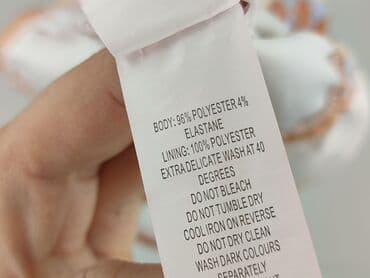 BODY: 96% POLYESTER 4%
ELASTANE
LINING: 100% POLYESTER
EXTRA DELICATE WASH AT 40
DEGREES
DO NOT BLEACH
DO NOT TUMBLE DRY
COOL IRON ON REVERSE
DO NOT DRY CLEAN
WASH DARK COLOURS
SEPARATELY